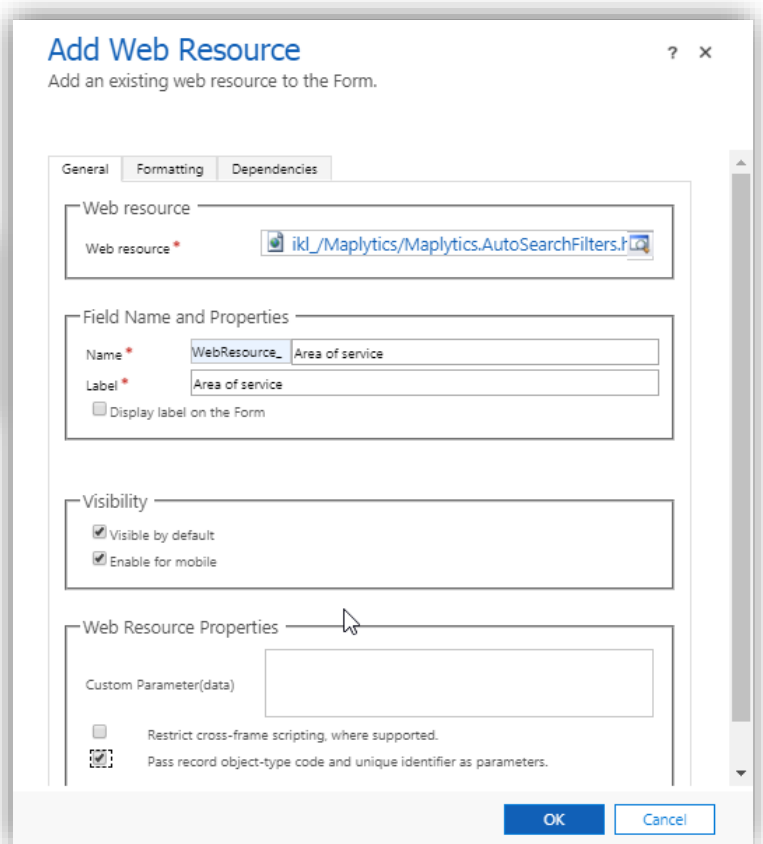 Add Web Resource
? ×
Add an existing web resource to the Form.
General Formatting Dependencies
Web resource
Web resource * ikl_/Maplytics/Maplytics.AutoSearchFilters.h
Field Name and Properties
Name * WebResource_ Area of service
Label * Area of service
Display label on the Form
Visibility
Visible by default
Enable for mobile
Web Resource Properties
Custom Parameter(data)
Restrict cross-frame scripting, where supported.
Pass record object-type code and unique identifier as parameters.
OK Cancel